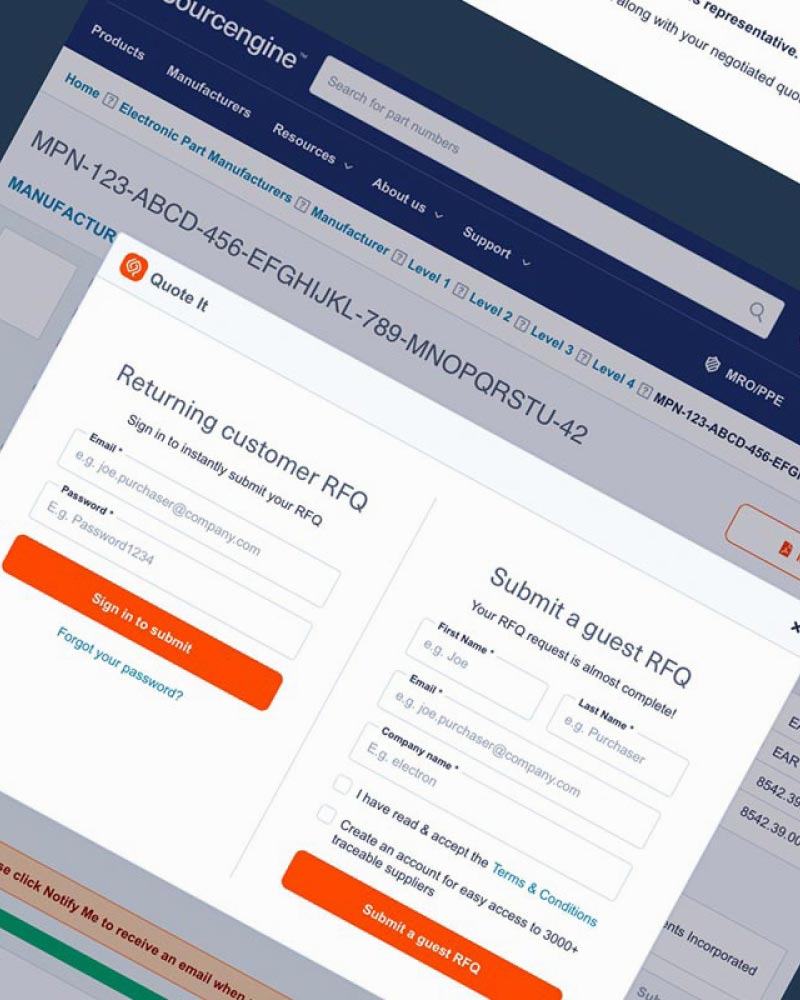 s representative.
along with your negotiated quo
sourcengine™
Search for part numbers
Products
Manufacturers
Resources
About us
Support
MRO/PPE
Home ? Electronic Part Manufacturers ? Manufacturer ? Level 1 ? Level 2 ? Level 3 ? Level 4 ? MPN-123-ABCD-456-EFGH
MPN-123-ABCD-456-EFGHIJKL-789-MNOPQRSTU-42
MANUFACTUR
Quote It
Returning customer RFQ
Sign in to instantly submit your RFQ
Email *
e.g. joe.purchaser@company.com
Password *
E.g. Password1234
Sign in to submit
Forgot your password?
Submit a guest RFQ
Your RFQ request is almost complete!
First Name *
e.g. Joe
Last Name *
e.g. Purchaser
Email *
e.g. joe.purchaser@company.com
Company name *
E.g. electron
I have read & accept the Terms & Conditions
Create an account for easy access to 3000+
traceable suppliers
Submit a guest RFQ
EAR
8542.39
8542.39.00
nts Incorporated
Sub
se click Notify Me to receive an email when